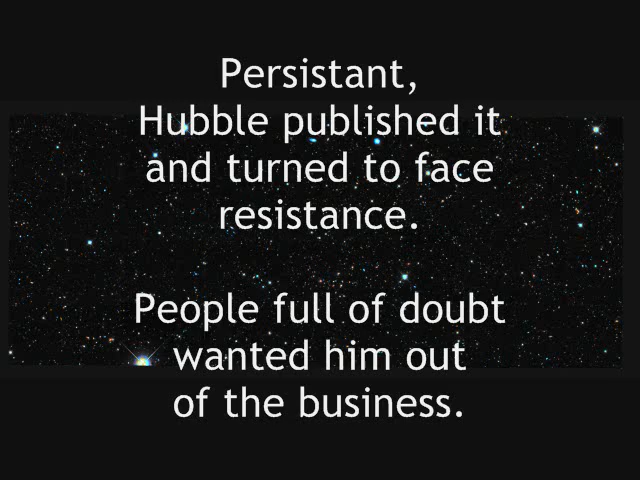 Persistant,
Hubble published it
and turned to face
resistance.
People full of doubt
wanted him out
of the business.